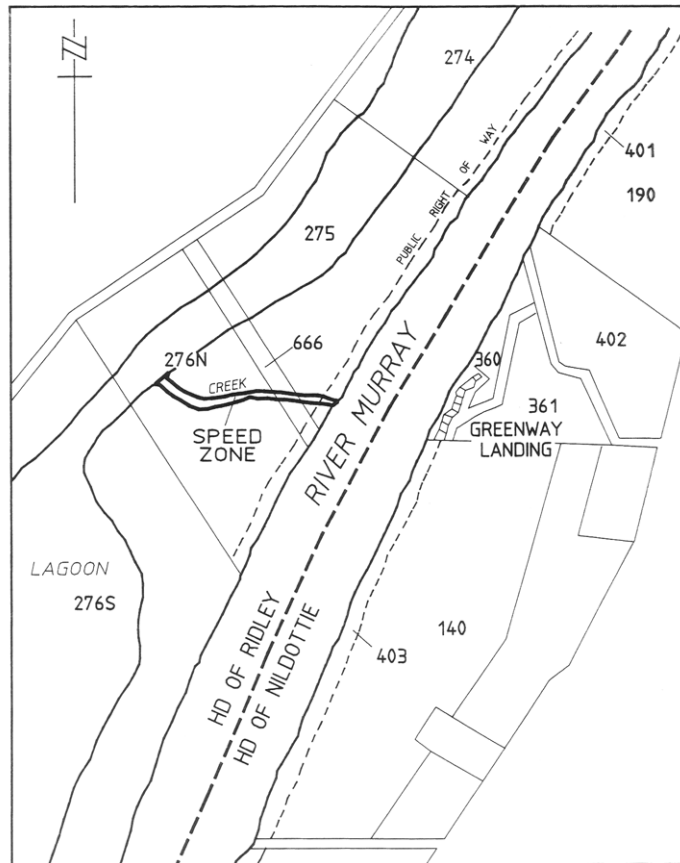 N
274
PUBLIC RIGHT OF WAY
401
190
275
402
666
276N
360
CREEK
361
SPEED
ZONE
GREENWAY
LANDING
RIVER MURRAY
LAGOON
276S
HD OF RIDLEY
HD OF NILDOTTIE
140
403